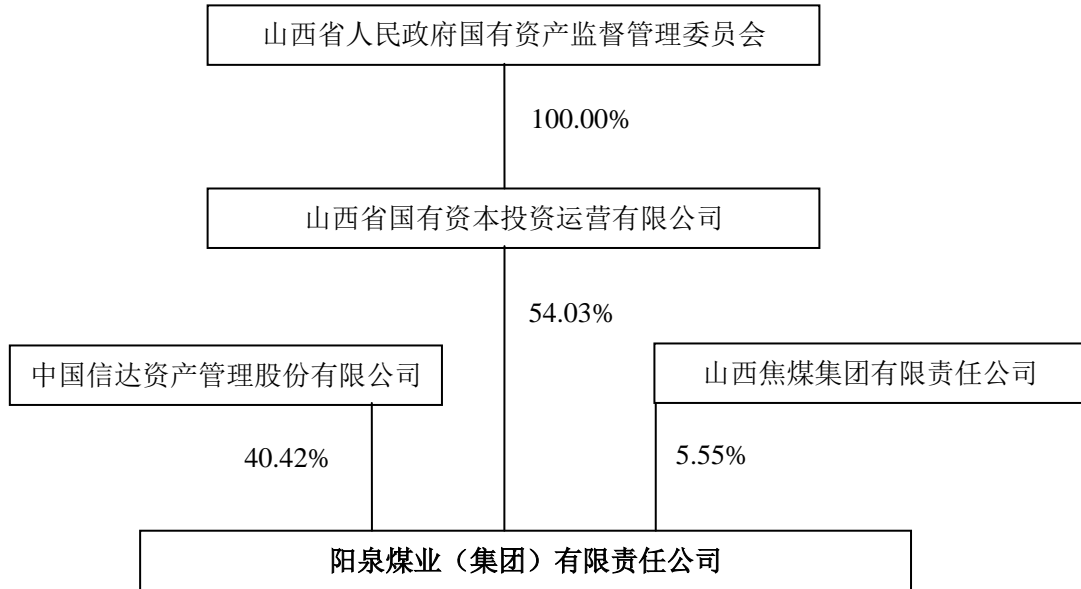 山西省人民政府国有资产监督管理委员会
100.00%
山西省国有资本投资运营有限公司
54.03%
中国信达资产管理股份有限公司
山西焦煤集团有限责任公司
40.42%
5.55%
阳泉煤业（集团）有限责任公司